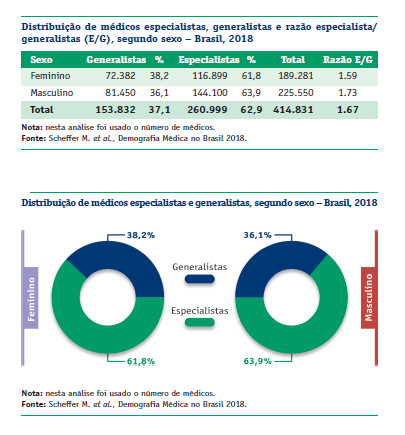 Distribuição de médicos especialistas, generalistas e razão especialista/
generalistas (E/G), segundo sexo – Brasil, 2018
Sexo Generalistas % Especialistas % Total Razão E/G
Feminino 72.382 38,2 116.899 61,8 189.281 1.59
Masculino 81.450 36,1 144.100 63,9 225.550 1.73
Total 153.832 37,1 260.999 62,9 414.831 1.67
Nota: nesta análise foi usado o número de médicos.
Fonte: Scheffer M. et al., Demografia Médica no Brasil 2018.
Distribuição de médicos especialistas e generalistas, segundo sexo – Brasil, 2018
38,2% 36,1%
Generalistas
Feminino
Masculino
Especialistas
61,8% 63,9%
Nota: nesta análise foi usado o número de médicos.
Fonte: Scheffer M. et al., Demografia Médica no Brasil 2018.